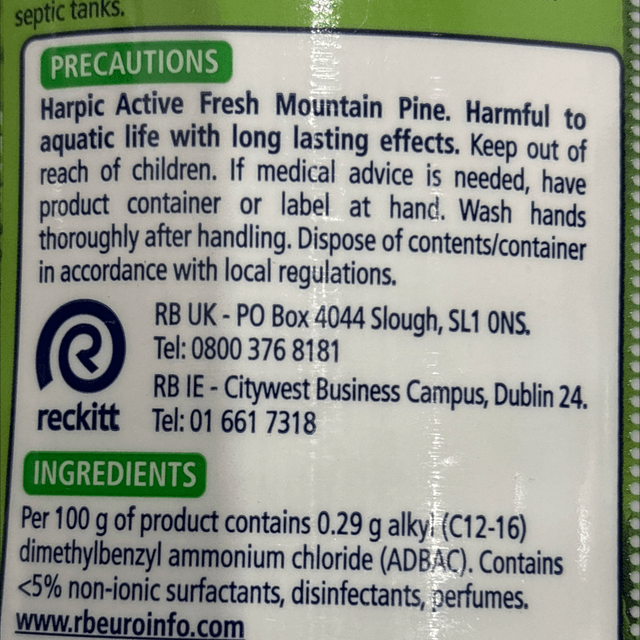 septic tanks.
PRECAUTIONS
Harpic Active Fresh Mountain Pine. Harmful to
aquatic life with long lasting effects. Keep out of
reach of children. If medical advice is needed, have
product container or label at hand. Wash hands
thoroughly after handling. Dispose of contents/container
in accordance with local regulations.
RB UK - PO Box 4044 Slough, SL1 0NS.
Tel: 0800 376 8181
RB IE - Citywest Business Campus, Dublin 24.
reckitt Tel: 01 661 7318
INGREDIENTS
Per 100 g of product contains 0.29 g alkyl (C12-16)
dimethylbenzyl ammonium chloride (ADBAC). Contains
<5% non-ionic surfactants, disinfectants, perfumes.
www.rbeuroinfo.com